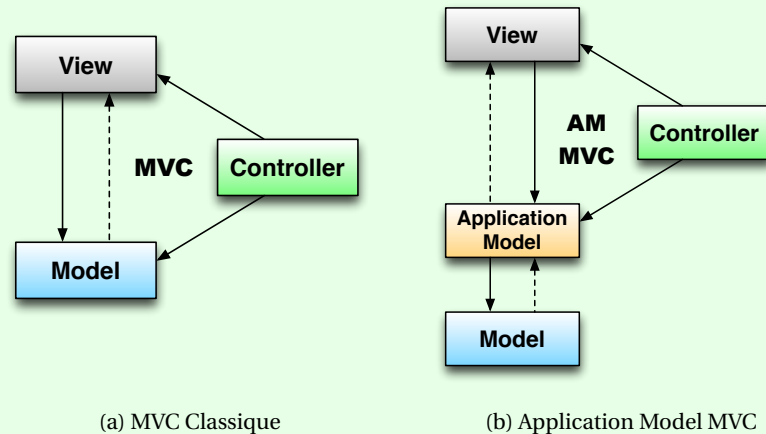 View
MVC
Controller
Model
(a) MVC Classique
View
AM
MVC
Controller
Application
Model
Model
(b) Application Model MVC